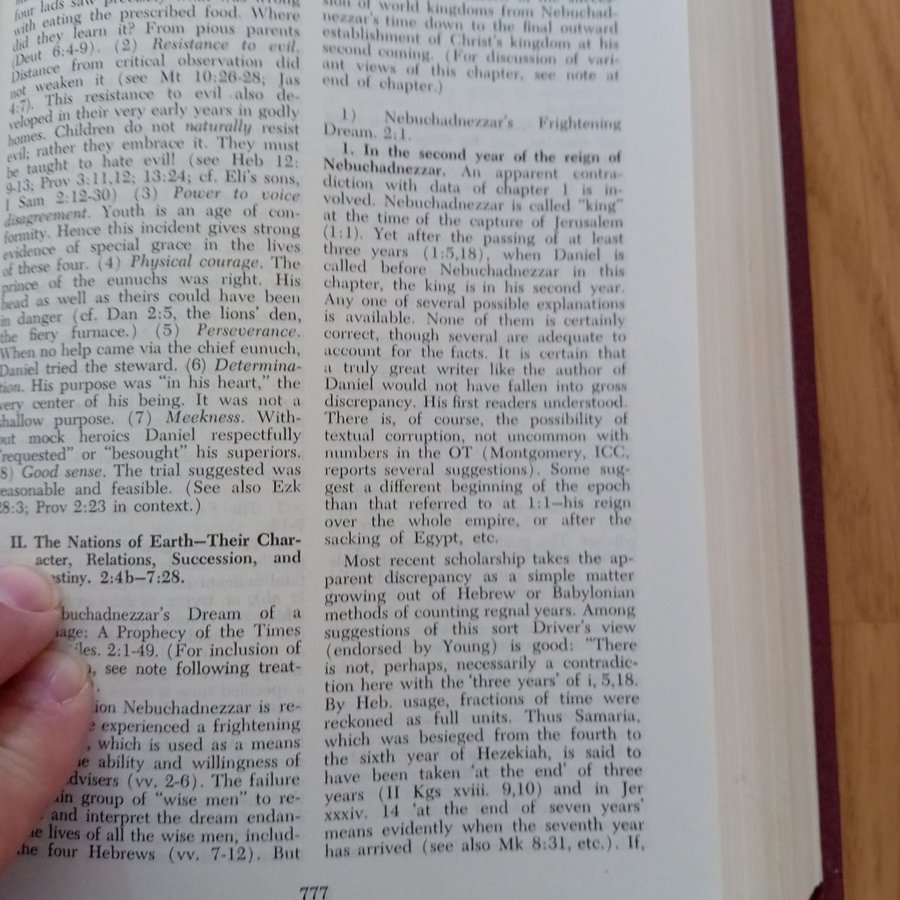 four lads saw precisely what was wrong
with eating the prescribed food. Where
did they learn it? From pious parents
(Deut 6:4-9). (2) Resistance to evil.
Distance from critical observation did
not weaken it (see Mt 10:26-28; Jas
4:7). This resistance to evil also de-
veloped in their very early years in godly
homes. Children do not naturally resist
evil; rather they embrace it. They must
be taught to hate evil! (see Heb 12:
9-13; Prov 3:11,12; 13:24; cf. Eli's sons,
I Sam 2:12-30) (3) Power to voice
disagreement. Youth is an age of con-
formity. Hence this incident gives strong
evidence of special grace in the lives
of these four. (4) Physical courage. The
prince of the eunuchs was right. His
head as well as theirs could have been
in danger (cf. Dan 2:5, the lions' den,
the fiery furnace.) (5) Perseverance.
When no help came via the chief eunuch,
Daniel tried the steward. (6) Determina-
tion. His purpose was "in his heart," the
very center of his being. It was not a
shallow purpose. (7) Meekness. With-
out mock heroics Daniel respectfully
"requested" or "besought" his superiors.
8) Good sense. The trial suggested was
easonable and feasible. (See also Ezk
28:3; Prov 2:23 in context.)
II. The Nations of Earth—Their Char-
acter, Relations, Succession, and
stiny. 2:4b—7:28.
buchadnezzar's Dream of a
age: A Prophecy of the Times
iles. 2:1-49. (For inclusion of
, see note following treat-
ion Nebuchadnezzar is re-
e experienced a frightening
, which is used as a means
e ability and willingness of
dvisers (vv. 2-6). The failure
in group of "wise men" to re-
and interpret the dream endan-
e lives of all the wise men, includ-
he four Hebrews (vv. 7-12). But
sion of world kingdoms from Nebuchad-
nezzar's time down to the final outward
establishment of Christ's kingdom at his
second coming. (For discussion of vari-
ant views of this chapter, see note at
end of chapter.)
1) Nebuchadnezzar's Frightening
Dream. 2:1.
1. In the second year of the reign of
Nebuchadnezzar. An apparent contra-
diction with data of chapter 1 is in-
volved. Nebuchadnezzar is called "king"
at the time of the capture of Jerusalem
(1:1). Yet after the passing of at least
three years (1:5,18), when Daniel is
called before Nebuchadnezzar in this
chapter, the king is in his second year.
Any one of several possible explanations
is available. None of them is certainly
correct, though several are adequate to
account for the facts. It is certain that
a truly great writer like the author of
Daniel would not have fallen into gross
discrepancy. His first readers understood.
There is, of course, the possibility of
textual corruption, not uncommon with
numbers in the OT (Montgomery, ICC,
reports several suggestions). Some sug-
gest a different beginning of the epoch
than that referred to at 1:1—his reign
over the whole empire, or after the
sacking of Egypt, etc.
Most recent scholarship takes the ap-
parent discrepancy as a simple matter
growing out of Hebrew or Babylonian
methods of counting regnal years. Among
suggestions of this sort Driver's view
(endorsed by Young) is good: "There
is not, perhaps, necessarily a contradic-
tion here with the 'three years' of i, 5,18.
By Heb. usage, fractions of time were
reckoned as full units. Thus Samaria,
which was besieged from the fourth to
the sixth year of Hezekiah, is said to
have been taken 'at the end' of three
years (II Kgs xviii. 9,10) and in Jer
xxxiv. 14 'at the end of seven years'
means evidently when the seventh year
has arrived (see also Mk 8:31, etc.). If,
777